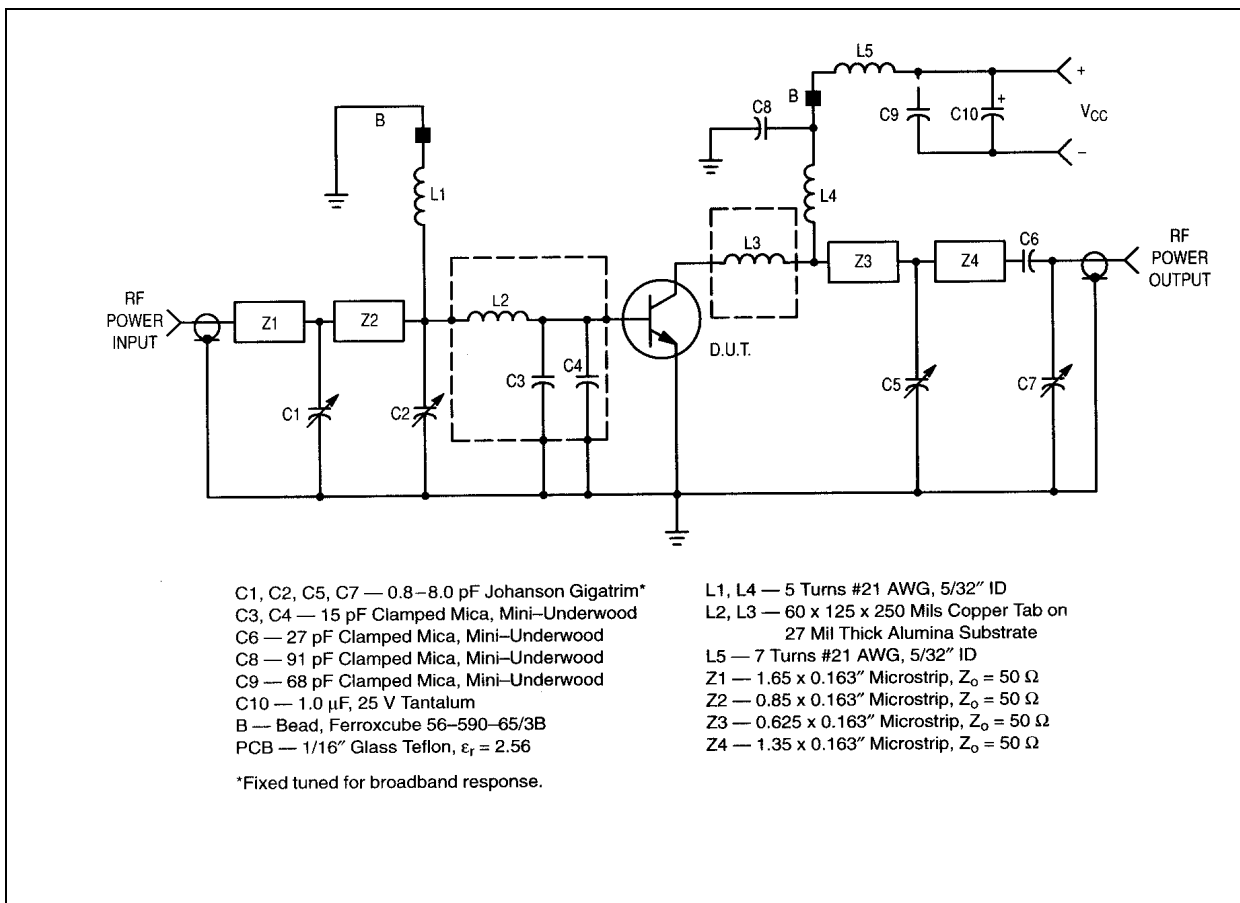 L5
B
C8
C9
C10
+
+
VCC
−
B
L1
L4
L3
Z3
Z4
C6
RF
POWER
OUTPUT
RF
POWER
INPUT
Z1
Z2
L2
C3
C4
D.U.T.
C1
C2
C5
C7
C1, C2, C5, C7 — 0.8–8.0 pF Johanson Gigatrim*
C3, C4 — 15 pF Clamped Mica, Mini–Underwood
C6 — 27 pF Clamped Mica, Mini–Underwood
C8 — 91 pF Clamped Mica, Mini–Underwood
C9 — 68 pF Clamped Mica, Mini–Underwood
C10 — 1.0 μF, 25 V Tantalum
B — Bead, Ferroxcube 56–590–65/3B
PCB — 1/16″ Glass Teflon, εr = 2.56
*Fixed tuned for broadband response.
L1, L4 — 5 Turns #21 AWG, 5/32″ ID
L2, L3 — 60 x 125 x 250 Mils Copper Tab on
27 Mil Thick Alumina Substrate
L5 — 7 Turns #21 AWG, 5/32″ ID
Z1 — 1.65 x 0.163″ Microstrip, Zo = 50 Ω
Z2 — 0.85 x 0.163″ Microstrip, Zo = 50 Ω
Z3 — 0.625 x 0.163″ Microstrip, Zo = 50 Ω
Z4 — 1.35 x 0.163″ Microstrip, Zo = 50 Ω